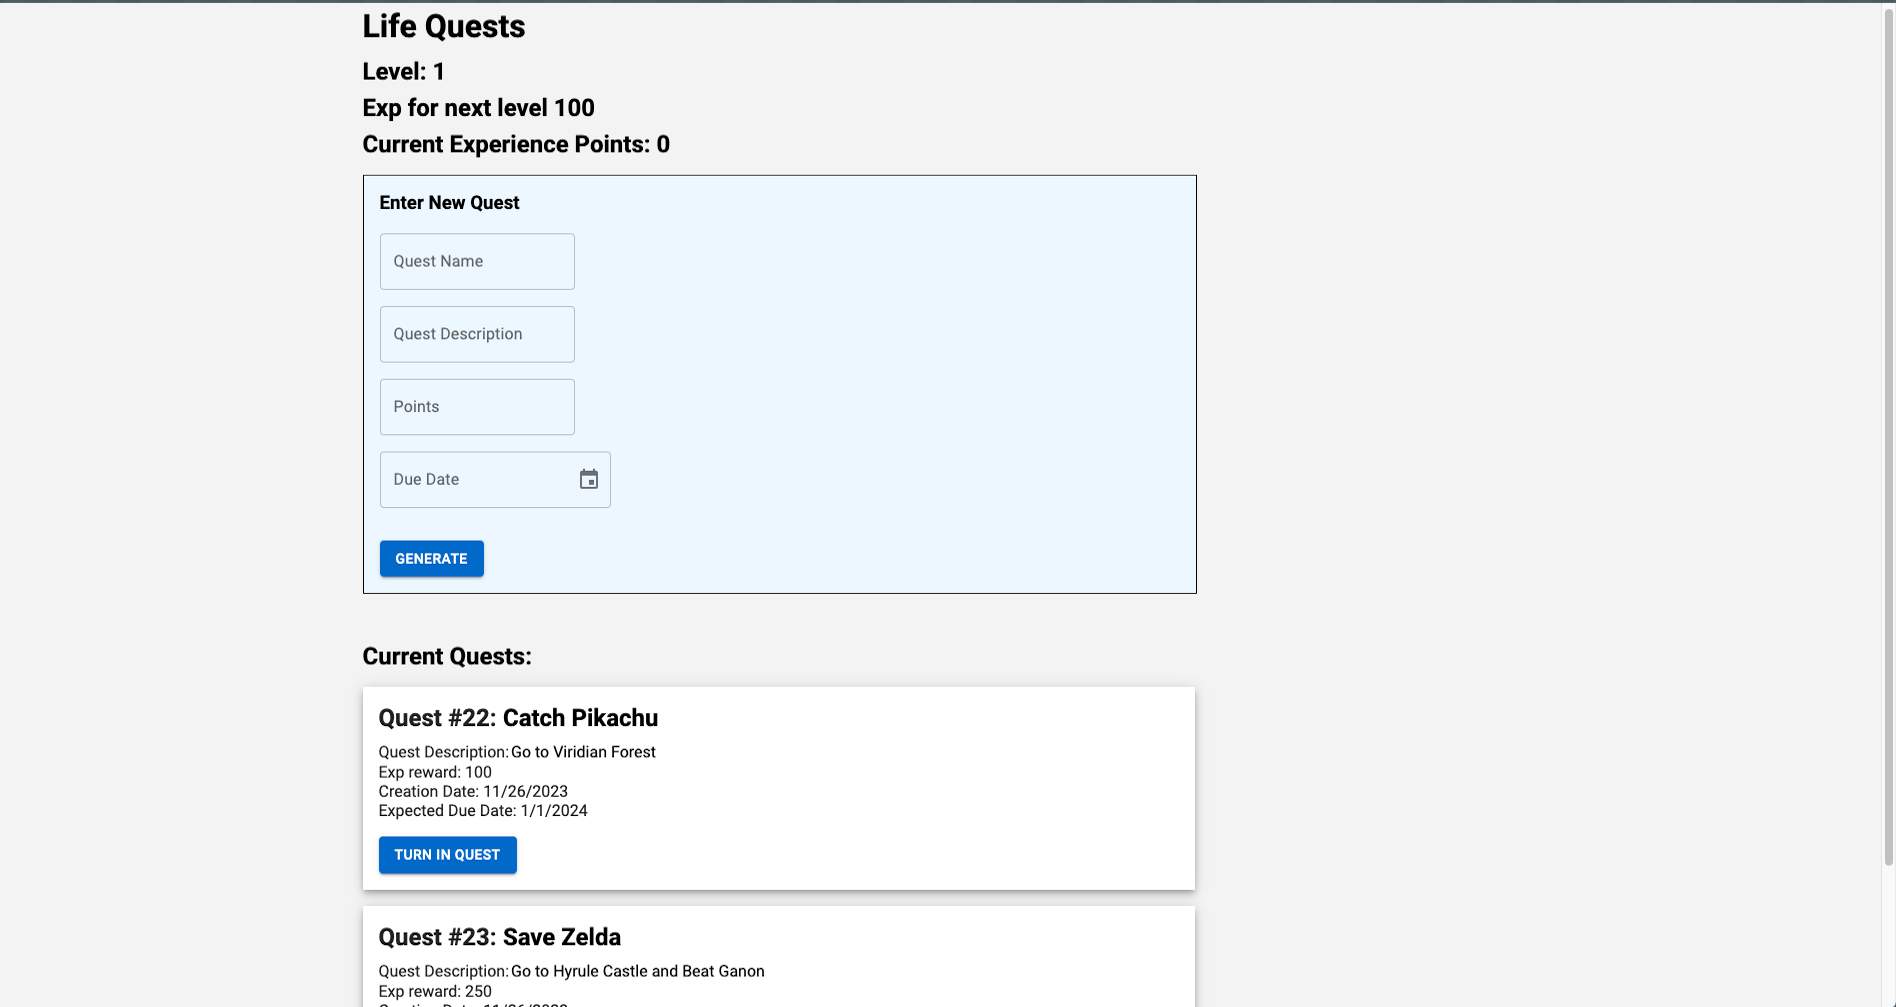 Life Quests
Level: 1
Exp for next level 100
Current Experience Points: 0
Enter New Quest
Quest Name
Quest Description
Points
Due Date
GENERATE
Current Quests:
Quest #22: Catch Pikachu
Quest Description: Go to Viridian Forest
Exp reward: 100
Creation Date: 11/26/2023
Expected Due Date: 1/1/2024
TURN IN QUEST
Quest #23: Save Zelda
Quest Description: Go to Hyrule Castle and Beat Ganon
Exp reward: 250